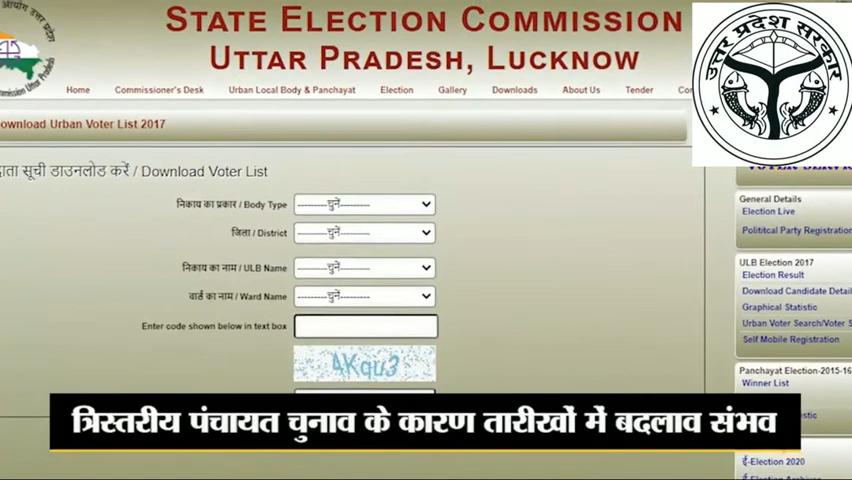 STATE ELECTION COMMISSION
UTTAR PRADESH, LUCKNOW
उत्तर प्रदेश सरकार
Home Commissioner's Desk Urban Local Body & Panchayat Election Gallery Downloads About Us Tender
Download Urban Voter List 2017
सूची डाउनलोड करें / Download Voter List
निकाय का प्रकार / Body Type --------चुनें--------
जिला / District --------चुनें--------
निकाय का नाम / ULB Name --------चुनें--------
वार्ड का नाम / Ward Name --------चुनें--------
Enter code shown below in text box
4Kqu3
General Details
Election Live
Polititcal Party Registration
ULB Election 2017
Election Result
Download Candidate Detail
Graphical Statistic
Urban Voter Search/Voter S
Self Mobile Registration
Panchayat Election-2015-16
Winner List
त्रिस्तरीय पंचायत चुनाव के कारण तारीखों में बदलाव संभव
ई-Election 2020